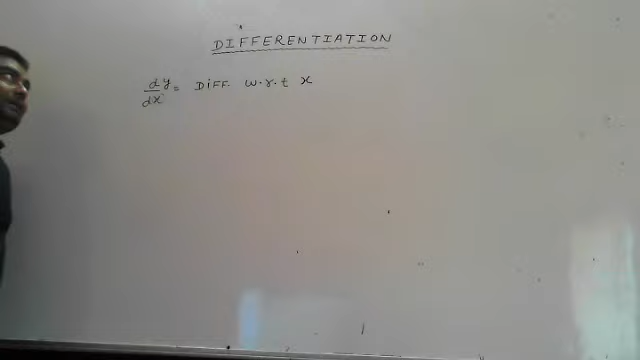 DIFFERENTIATION
dy/dx = DIFF. w.r.t x